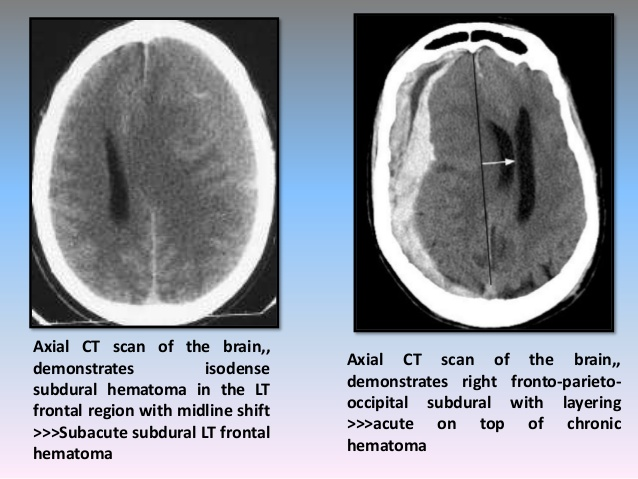 Axial CT scan of the brain,,
demonstrates isodense
subdural hematoma in the LT
frontal region with midline shift
>>>Subacute subdural LT frontal
hematoma
Axial CT scan of the brain,,
demonstrates right fronto-parieto-
occipital subdural with layering
>>>acute on top of chronic
hematoma